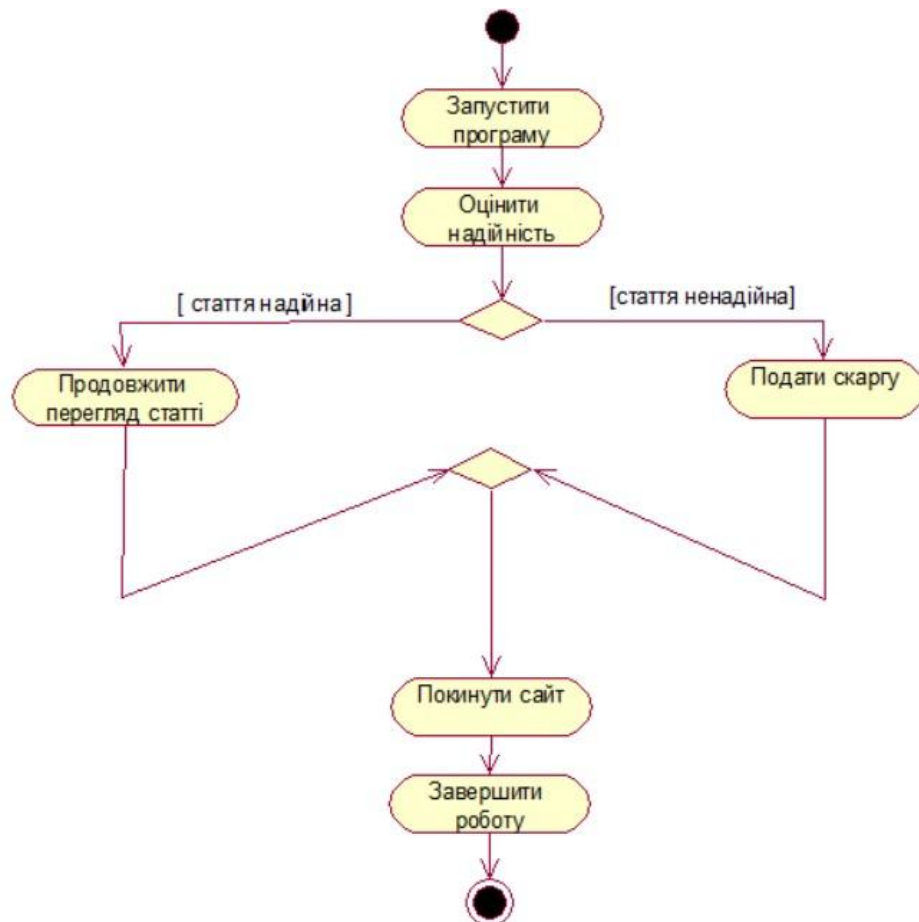 Запустити
програму
Оцінити
надійність
[ стаття надійна ]
[стаття ненадійна]
Продовжити
перегляд статті
Подати скаргу
Покинути сайт
Завершити
роботу